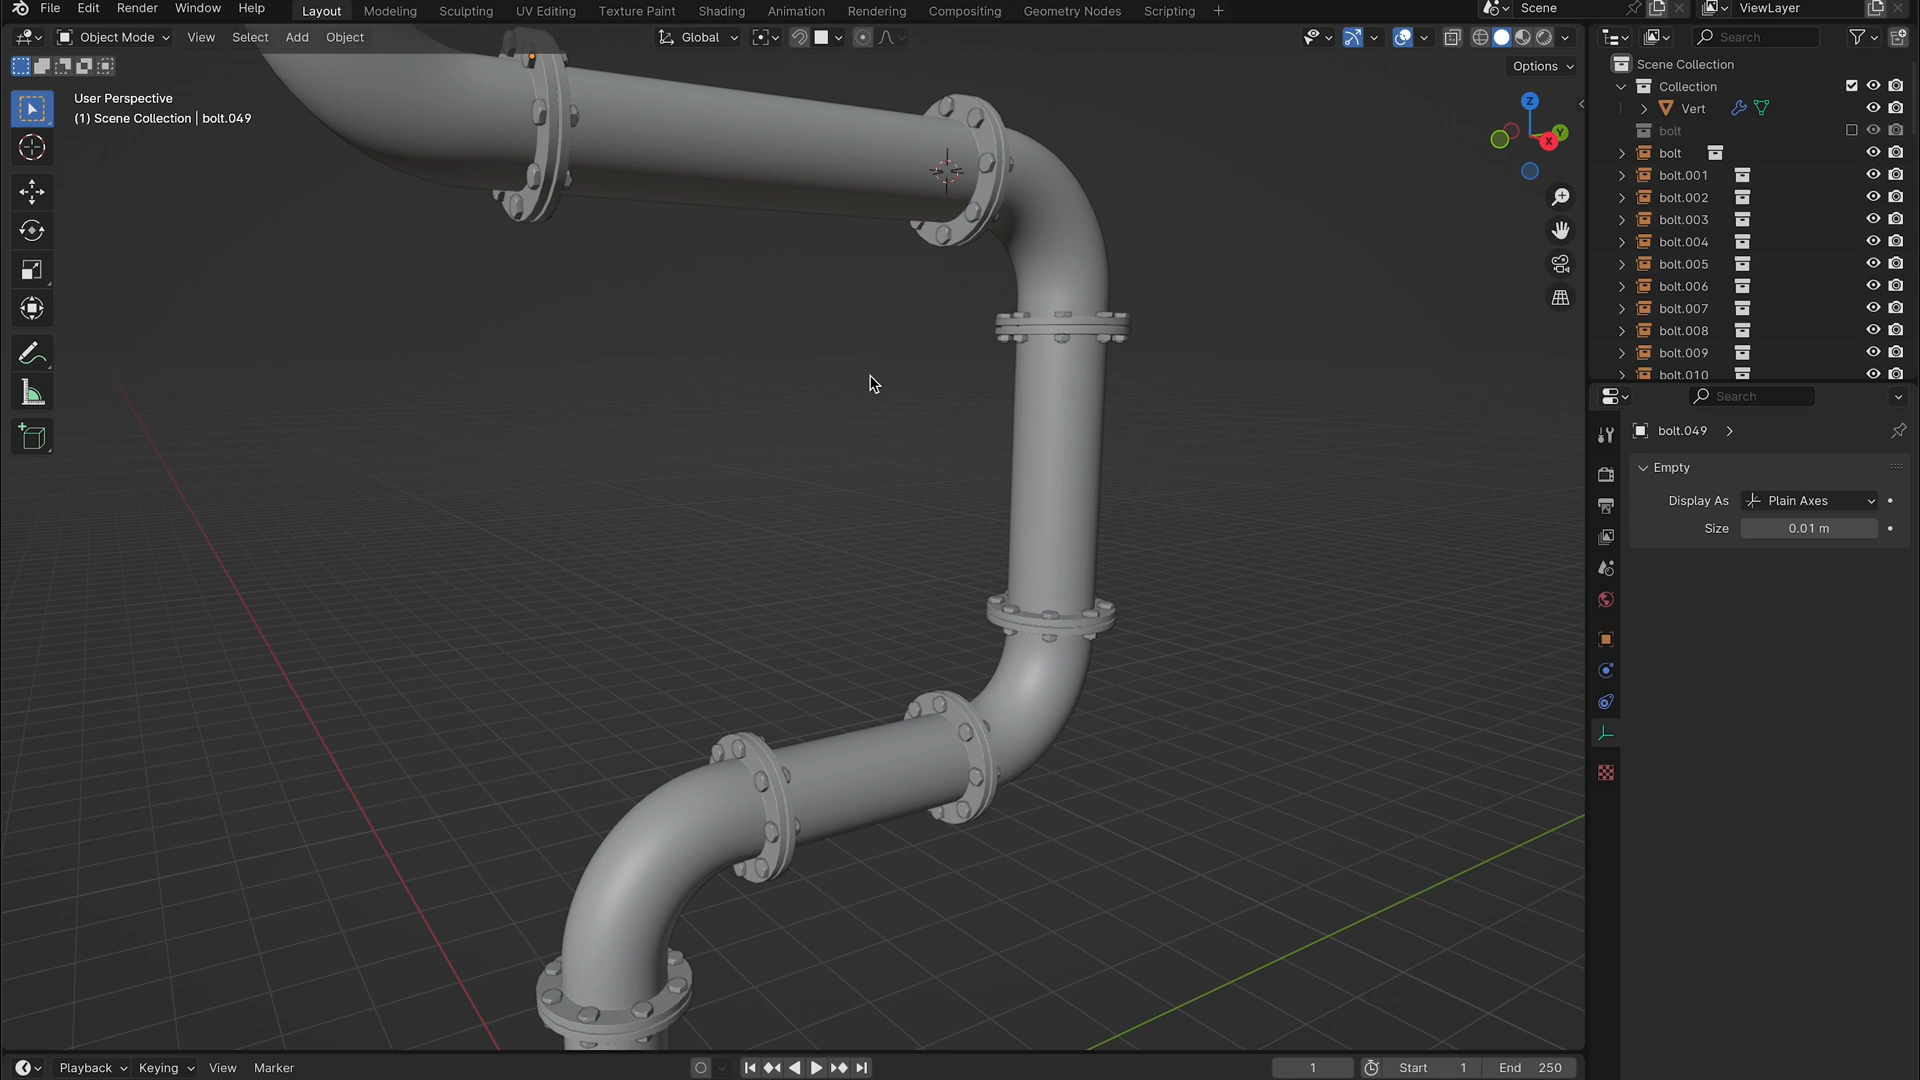 File Edit Render Window Help Layout Modeling Sculpting UV Editing Texture Paint Shading Animation Rendering Compositing Geometry Nodes Scripting + Scene ViewLayer
Object Mode View Select Add Object Global Search
Options
User Perspective
(1) Scene Collection | bolt.049
Z
Y
X
Scene Collection
Collection
Vert
bolt
bolt
bolt.001
bolt.002
bolt.003
bolt.004
bolt.005
bolt.006
bolt.007
bolt.008
bolt.009
bolt.010
Search
bolt.049
Empty
Display As Plain Axes
Size 0.01 m
Playback Keying View Marker 1 Start 1 End 250